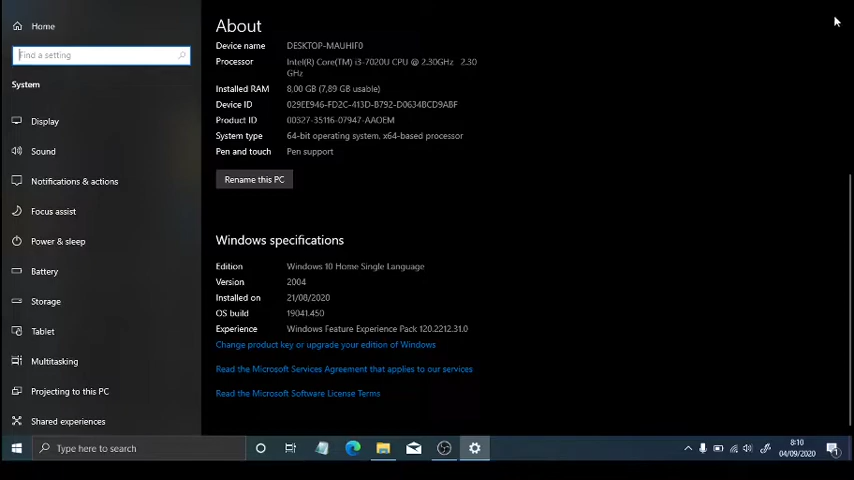 Home
Find a setting
System
Display
Sound
Notifications & actions
Focus assist
Power & sleep
Battery
Storage
Tablet
Multitasking
Projecting to this PC
Shared experiences
About
Device name DESKTOP-MAUHIF0
Processor Intel(R) Core(TM) i3-7020U CPU @ 2.30GHz 2.30
GHz
Installed RAM 8,00 GB (7,89 GB usable)
Device ID 029EE946-FD2C-413D-B792-D0634BCD9ABF
Product ID 00327-35116-07947-AAOEM
System type 64-bit operating system, x64-based processor
Pen and touch Pen support
Rename this PC
Windows specifications
Edition Windows 10 Home Single Language
Version 2004
Installed on 21/08/2020
OS build 19041.450
Experience Windows Feature Experience Pack 120.2212.31.0
Change product key or upgrade your edition of Windows
Read the Microsoft Services Agreement that applies to our services
Read the Microsoft Software License Terms
Type here to search
8:10
04/09/2020
1